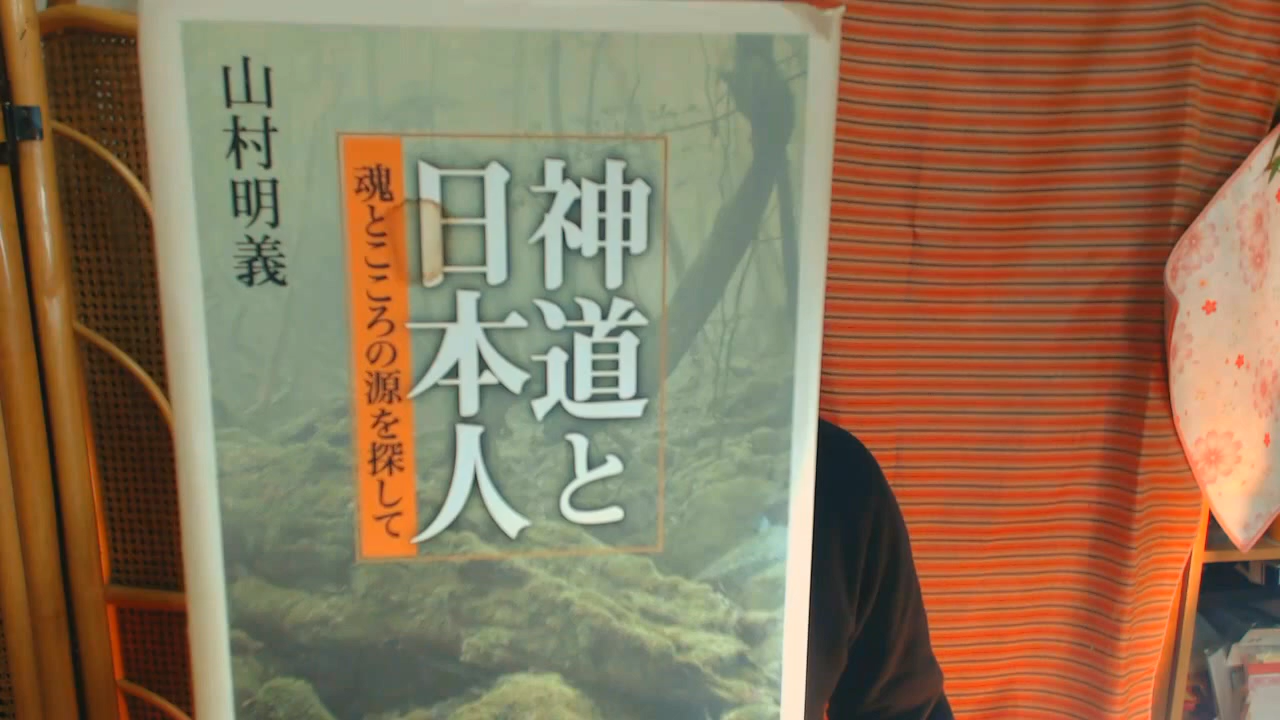 神道と
日本人
魂とこころの源を探して
山村明義